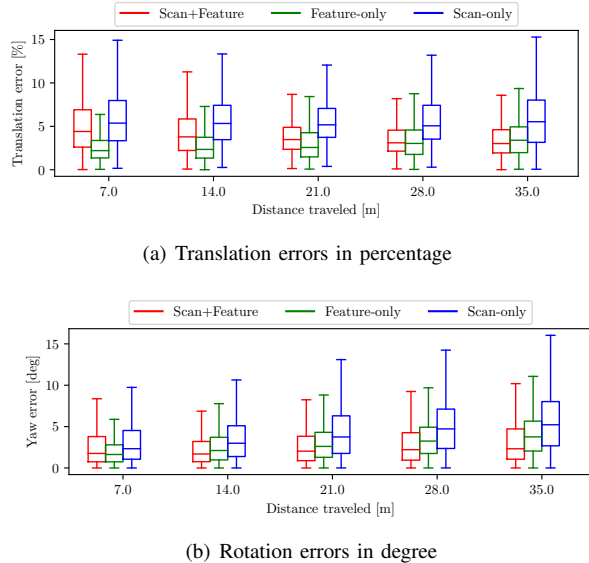 Scan+Feature Feature-only Scan-only
Translation error [%]
15
10
5
0
7.0 14.0 21.0 28.0 35.0
Distance traveled [m]
(a) Translation errors in percentage
Scan+Feature Feature-only Scan-only
Yaw error [deg]
15
10
5
0
7.0 14.0 21.0 28.0 35.0
Distance traveled [m]
(b) Rotation errors in degree